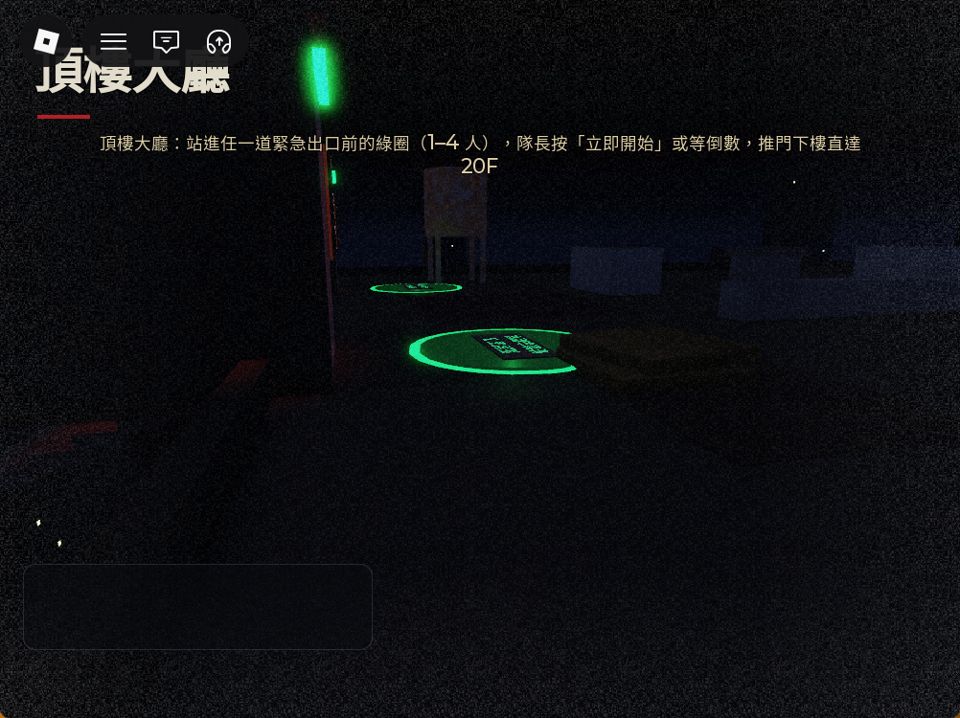 頂樓大廳
頂樓大廳：站進任一道緊急出口前的綠圈（1–4 人），隊長按「立即開始」或等倒數，推門下樓直達
20F